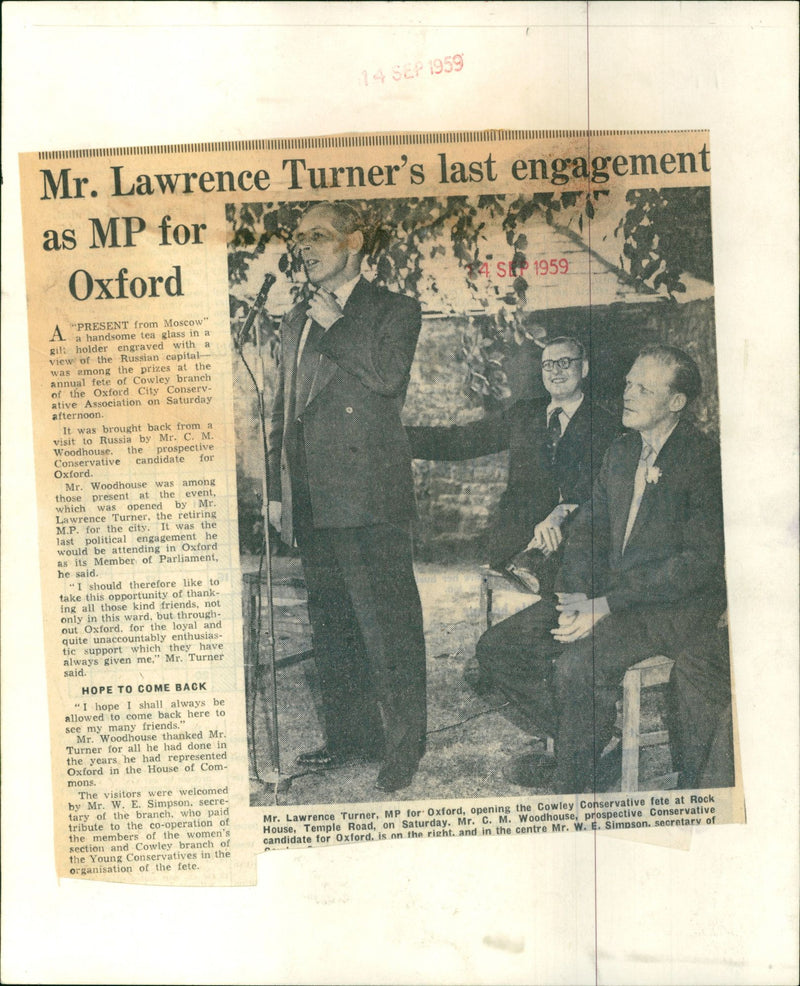 14 SEP 1959
Mr. Lawrence Turner's last engagement
as MP for
Oxford
14 SEP 1959
A "PRESENT from Moscow"
a handsome tea glass in a
gilt holder engraved with a
view of the Russian capital—
was among the prizes at the
annual fete of Cowley branch
of the Oxford City Conserv-
ative Association on Saturday
afternoon.
It was brought back from a
visit to Russia by Mr. C. M.
Woodhouse, the prospective
Conservative candidate for
Oxford.
Mr. Woodhouse was among
those present at the event,
which was opened by Mr.
Lawrence Turner, the retiring
M.P. for the city. It was the
last political engagement he
would be attending in Oxford
as its Member of Parliament,
he said.
"I should therefore like to
take this opportunity of thank-
ing all those kind friends, not
only in this ward, but through-
out Oxford, for the loyal and
quite unaccountably enthusias-
tic support which they have
always given me," Mr. Turner
said.
HOPE TO COME BACK
"I hope I shall always be
allowed to come back here to
see my many friends."
Mr. Woodhouse thanked Mr.
Turner for all he had done in
the years he had represented
Oxford in the House of Com-
mons.
The visitors were welcomed
by Mr. W. E. Simpson, secre-
tary of the branch, who paid
tribute to the co-operation of
the members of the women's
section and Cowley branch of
the Young Conservatives in the
organisation of the fete.
Mr. Lawrence Turner, MP for Oxford, opening the Cowley Conservative fete at Rock
House, Temple Road, on Saturday. Mr. C. M. Woodhouse, prospective Conservative
candidate for Oxford, is on the right, and in the centre Mr. W. E. Simpson, secretary of